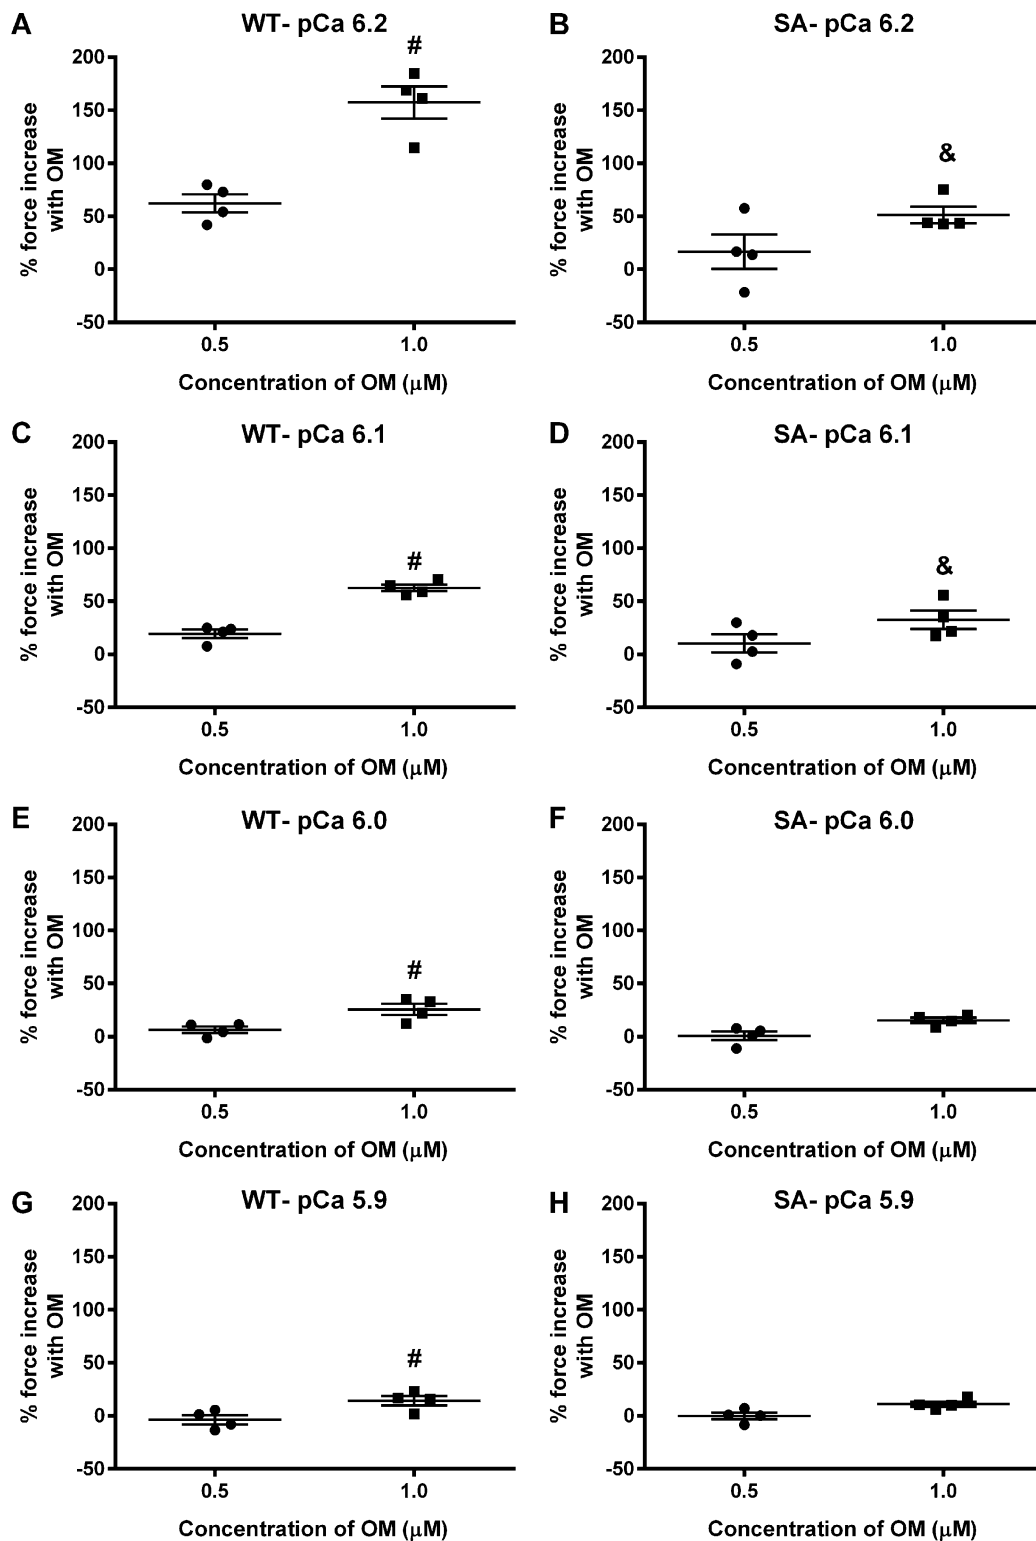 A
WT- pCa 6.2
#
200
150
100
50
0
-50
% force increase
with OM
0.5
1.0
Concentration of OM (μM)
B
SA- pCa 6.2
&
200
150
100
50
0
-50
% force increase
with OM
0.5
1.0
Concentration of OM (μM)
C
WT- pCa 6.1
#
200
150
100
50
0
-50
% force increase
with OM
0.5
1.0
Concentration of OM (μM)
D
SA- pCa 6.1
&
200
150
100
50
0
-50
% force increase
with OM
0.5
1.0
Concentration of OM (μM)
E
WT- pCa 6.0
#
200
150
100
50
0
-50
% force increase
with OM
0.5
1.0
Concentration of OM (μM)
F
SA- pCa 6.0
200
150
100
50
0
-50
% force increase
with OM
0.5
1.0
Concentration of OM (μM)
G
WT- pCa 5.9
#
200
150
100
50
0
-50
% force increase
with OM
0.5
1.0
Concentration of OM (μM)
H
SA- pCa 5.9
200
150
100
50
0
-50
% force increase
with OM
0.5
1.0
Concentration of OM (μM)